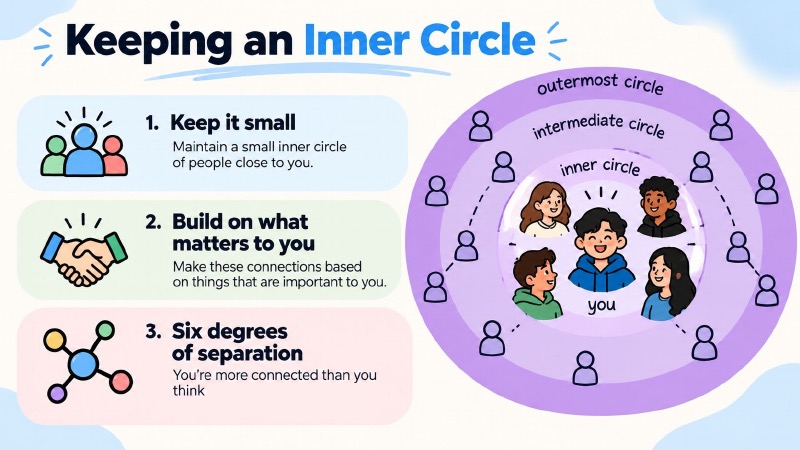 Keeping an Inner Circle
1. Keep it small
Maintain a small inner circle
of people close to you.
2. Build on what
matters to you
Make these connections based
on things that are important to you.
3. Six degrees
of separation
You're more connected than you
think
outermost circle
intermediate circle
inner circle
you